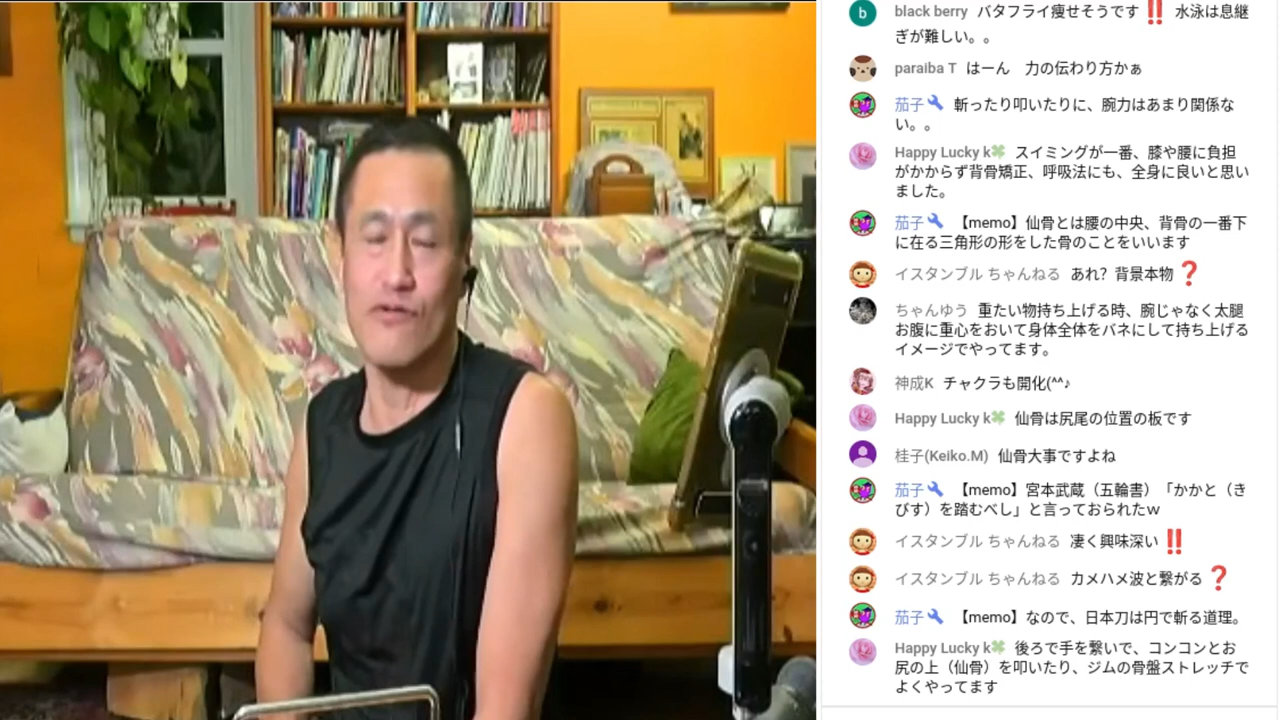 b black berry バタフライ痩せそうです‼️ 水泳は息継
ぎが難しい。。
paraiba T はーん　力の伝わり方かぁ
茄子🔧 斬ったり叩いたりに、腕力はあまり関係な
い。。
Happy Lucky k🍀 スイミングが一番、膝や腰に負担
がかからず背骨矯正、呼吸法にも、全身に良いと思い
ました。
茄子🔧 【memo】仙骨とは腰の中央、背骨の一番下
に在る三角形の形をした骨のことをいいます
イスタンブル ちゃんねる あれ？背景本物❓
ちゃんゆう 重たい物持ち上げる時、腕じゃなく太腿
お腹に重心をおいて身体全体をバネにして持ち上げる
イメージでやってます。
神成K チャクラも開化(^^♪
Happy Lucky k🍀 仙骨は尻尾の位置の板です
桂子(Keiko.M) 仙骨大事ですよね
茄子🔧 【memo】宮本武蔵（五輪書）「かかと（き
びす）を踏むべし」と言っておられたｗ
イスタンブル ちゃんねる 凄く興味深い‼️
イスタンブル ちゃんねる カメハメ波と繋がる❓
茄子🔧 【memo】なので、日本刀は円で斬る道理。
Happy Lucky k🍀 後ろで手を繋いで、コンコンとお
尻の上（仙骨）を叩いたり、ジムの骨盤ストレッチで
よくやってます